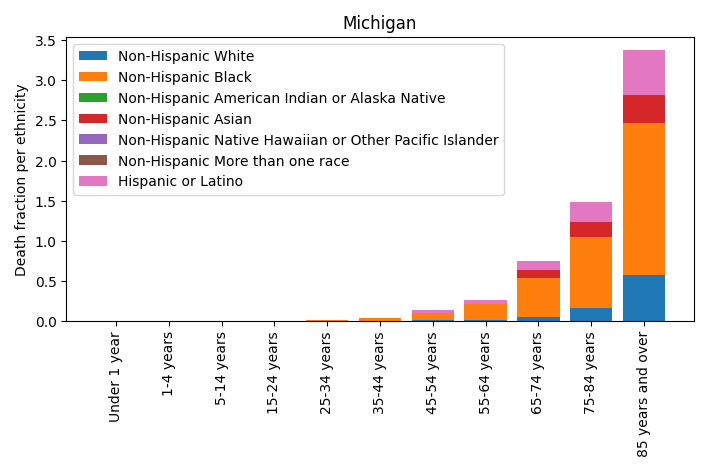 Michigan
3.5
3.0
2.5
2.0
1.5
1.0
0.5
0.0
Death fraction per ethnicity
Non-Hispanic White
Non-Hispanic Black
Non-Hispanic American Indian or Alaska Native
Non-Hispanic Asian
Non-Hispanic Native Hawaiian or Other Pacific Islander
Non-Hispanic More than one race
Hispanic or Latino
Under 1 year
1-4 years
5-14 years
15-24 years
25-34 years
35-44 years
45-54 years
55-64 years
65-74 years
75-84 years
85 years and over